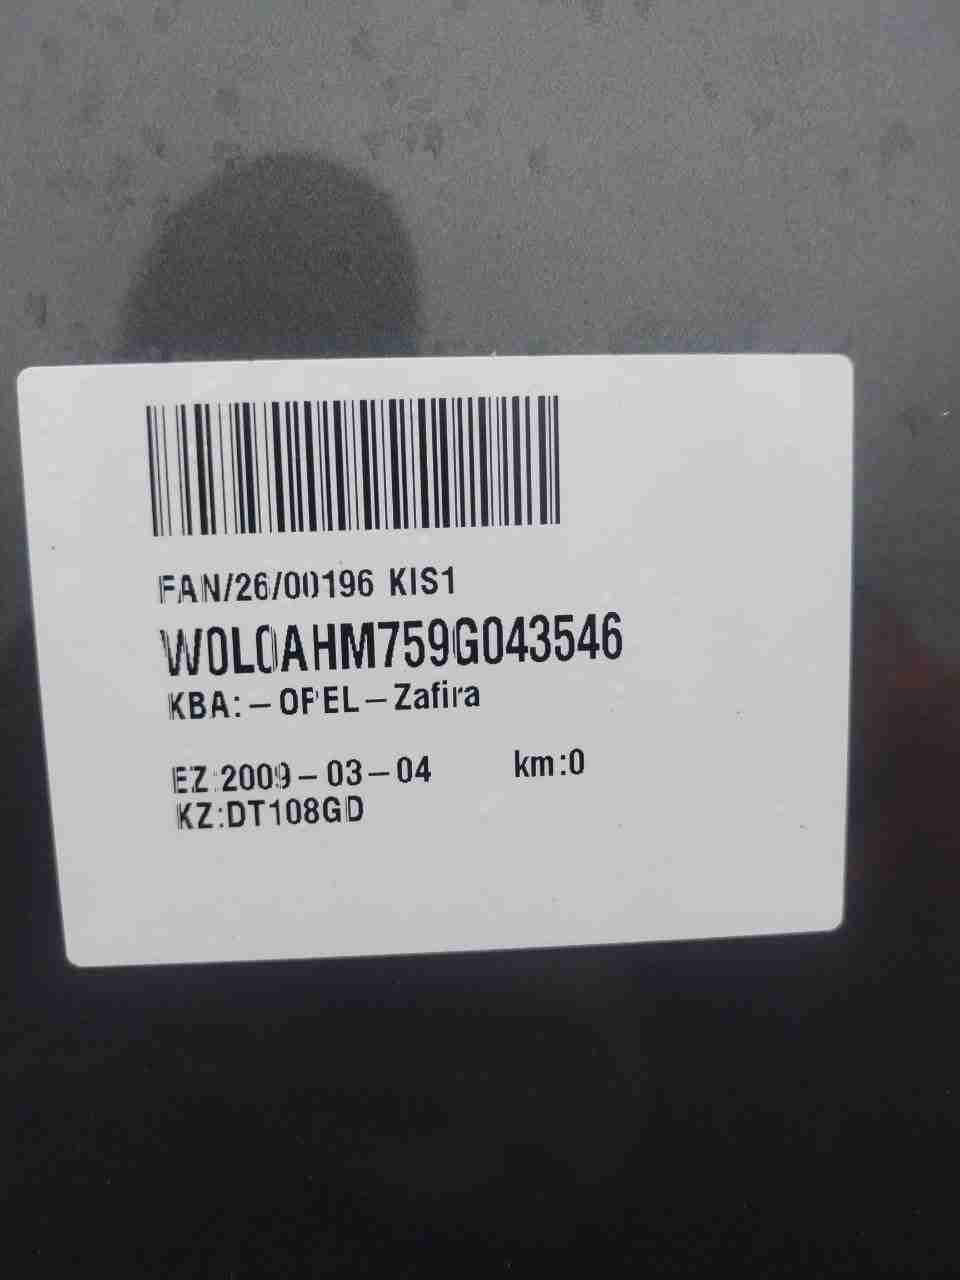 FAN/26/00196 KIS1
W0L0AHM759G043546
KBA:-OPEL-Zafira
EZ:2009-03-04 km:0
KZ:DT108GD